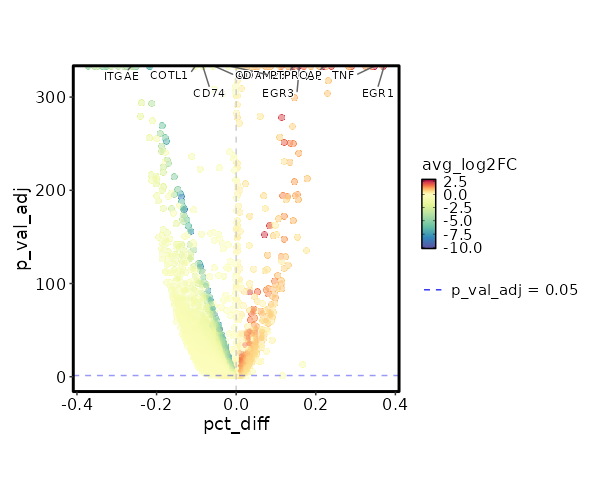 ITGAE
COTL1
TNF
CD74
EGR3
EGR1
300
200
100
0
p_val_adj
-0.4
-0.2
0.0
0.2
0.4
pct_diff
avg_log2FC
2.5
0.0
-2.5
-5.0
-7.5
-10.0
p_val_adj = 0.05